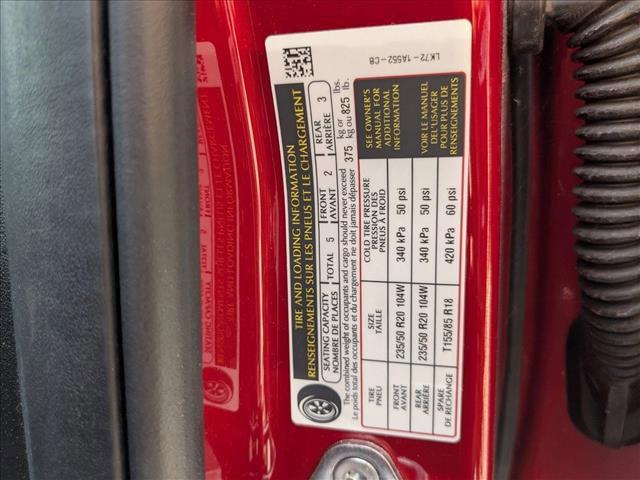 TIRE AND LOADING INFORMATION
RENSEIGNEMENTS SUR LES PNEUS ET LE CHARGEMENT
SEATING CAPACITY TOTAL 5 FRONT 2 REAR 3
NOMBRE DE PLACES AVANT ARRIÈRE
The combined weight of occupants and cargo should never exceed 375 kg or 825 lbs.
Le poids total des occupants et du chargement ne doit jamais dépasser kg ou lb.
TIRE SIZE COLD TIRE PRESSURE
PNEU TAILLE PRESSION DES
PNEUS À FROID
FRONT 235/50 R20 104W 340 kPa 50 psi
AVANT
REAR 235/50 R20 104W 340 kPa 50 psi
ARRIÈRE
SPARE T155/85 R18 420 kPa 60 psi
DE RECHANGE
SEE OWNER'S
MANUAL FOR
ADDITIONAL
INFORMATION
VOIR LE MANUEL
DE L'USAGER
POUR PLUS DE
RENSEIGNEMENTS
LK72-1A552-CB